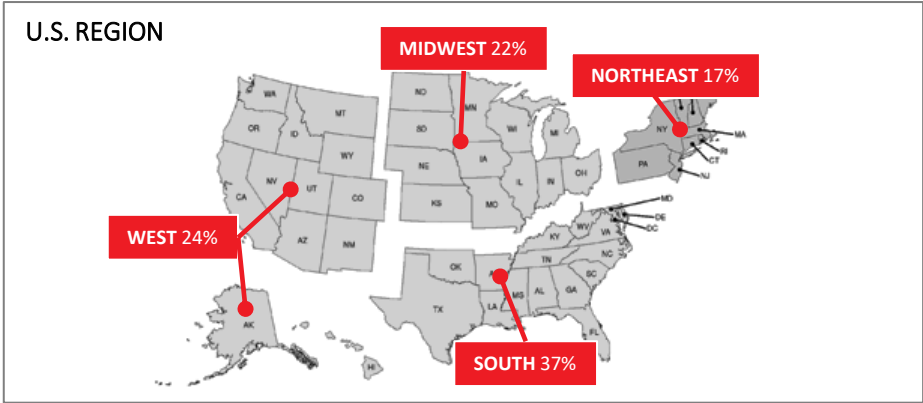 U.S. REGION
MIDWEST 22%
NORTHEAST 17%
WEST 24%
SOUTH 37%
WA
OR
ID
MT
WY
NV
UT
CA
CO
AZ
NM
ND
SD
NE
KS
MN
IA
MO
WI
IL
MI
IN
OH
NY
PA
MA
RI
CT
NJ
MD
DE
DC
WV
VA
KY
TN
NC
SC
OK
TX
LA
MS
AL
GA
FL
AK
HI